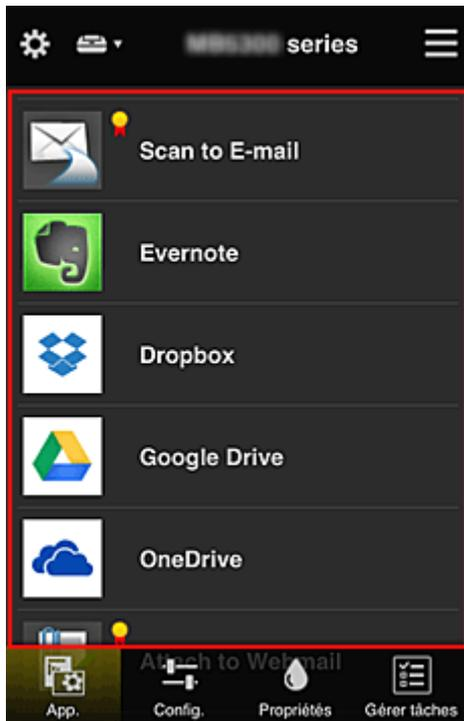 series
Scan to E-mail
Evernote
Dropbox
Google Drive
OneDrive
Attach to Webmail
App. Config. Propriétés Gérer tâches